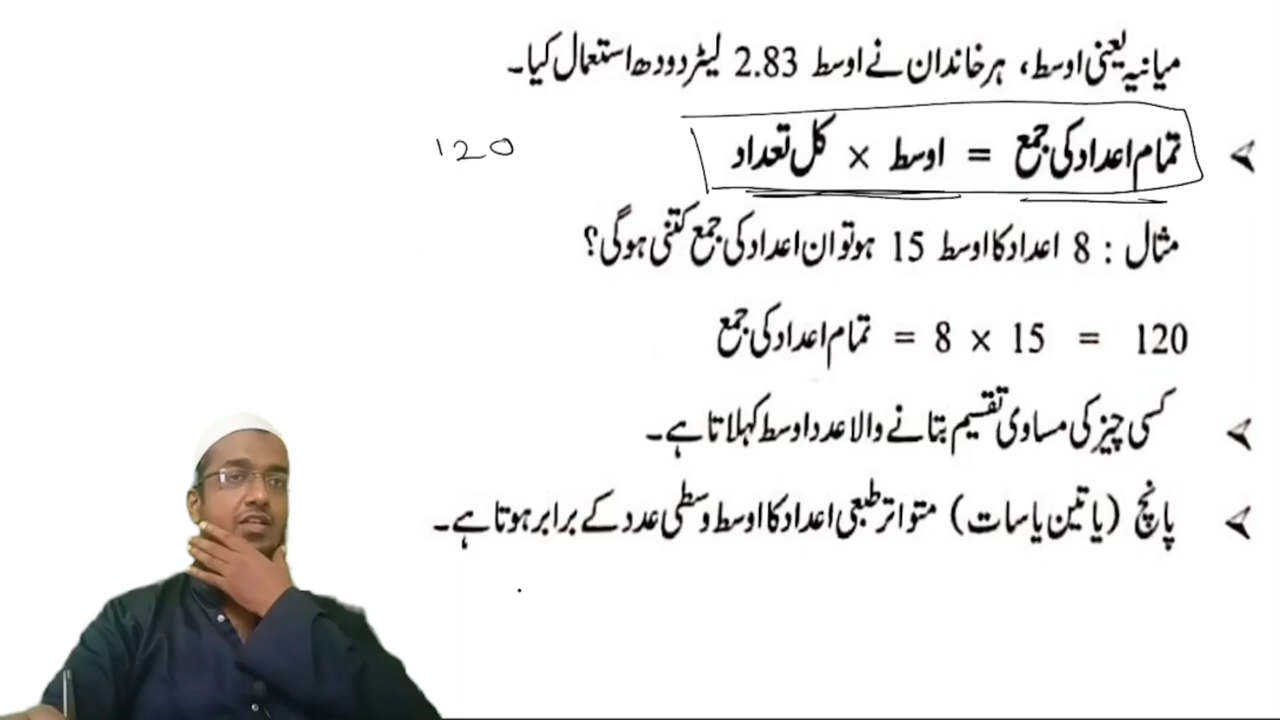 میانیہ یعنی اوسط، ہر خاندان نے اوسط 2.83 لیٹر دودھ استعمال کیا۔
تمام اعداد کی جمع = اوسط × کل تعداد
120
مثال : 8 اعداد کا اوسط 15 ہو تو ان اعداد کی جمع کتنی ہوگی؟
تمام اعداد کی جمع = 8 × 15 = 120
کسی چیز کی مساوی تقسیم بتانے والا عدد اوسط کہلاتا ہے۔
پانچ (یا تین یا سات) متواتر طبعی اعداد کا اوسط وسطی عدد کے برابر ہوتا ہے۔